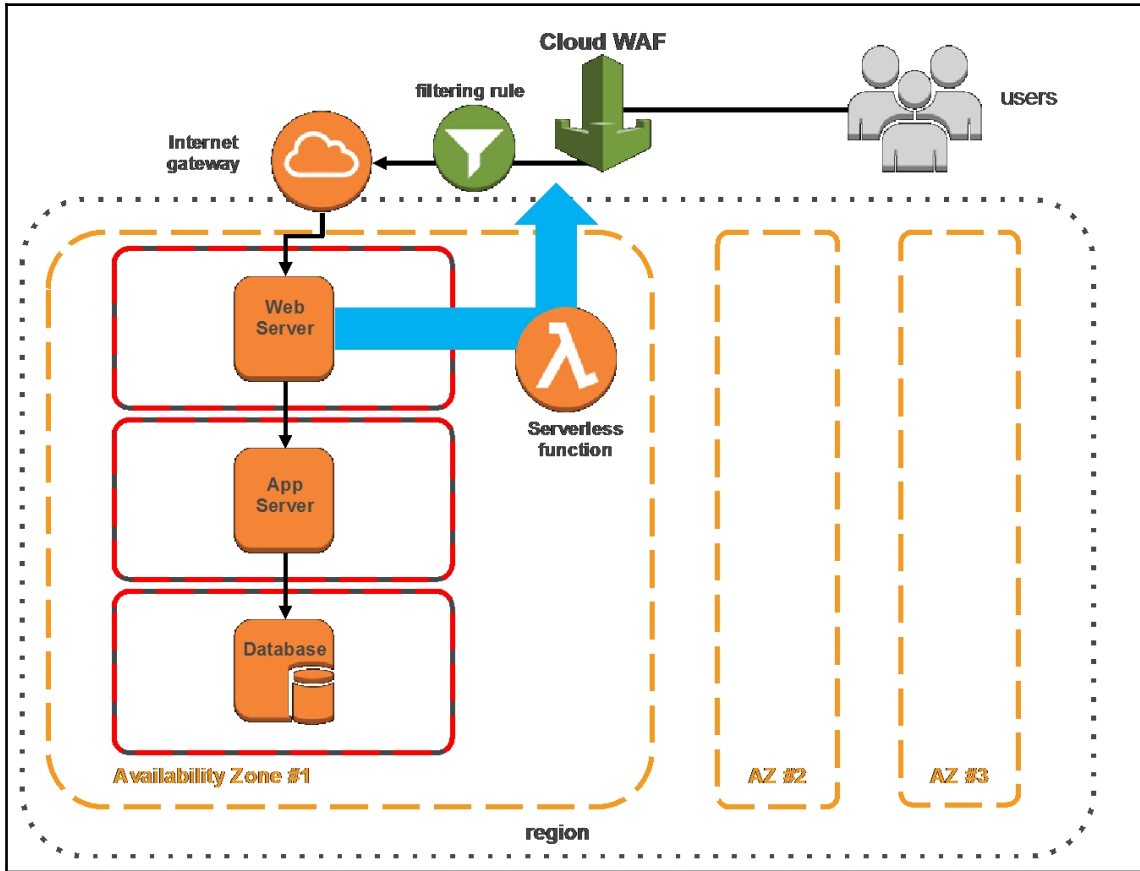 Cloud WAF
users
filtering rule
Internet
gateway
Web
Server
Serverless
function
App
Server
Database
Availability Zone #1
AZ #2
AZ #3
region